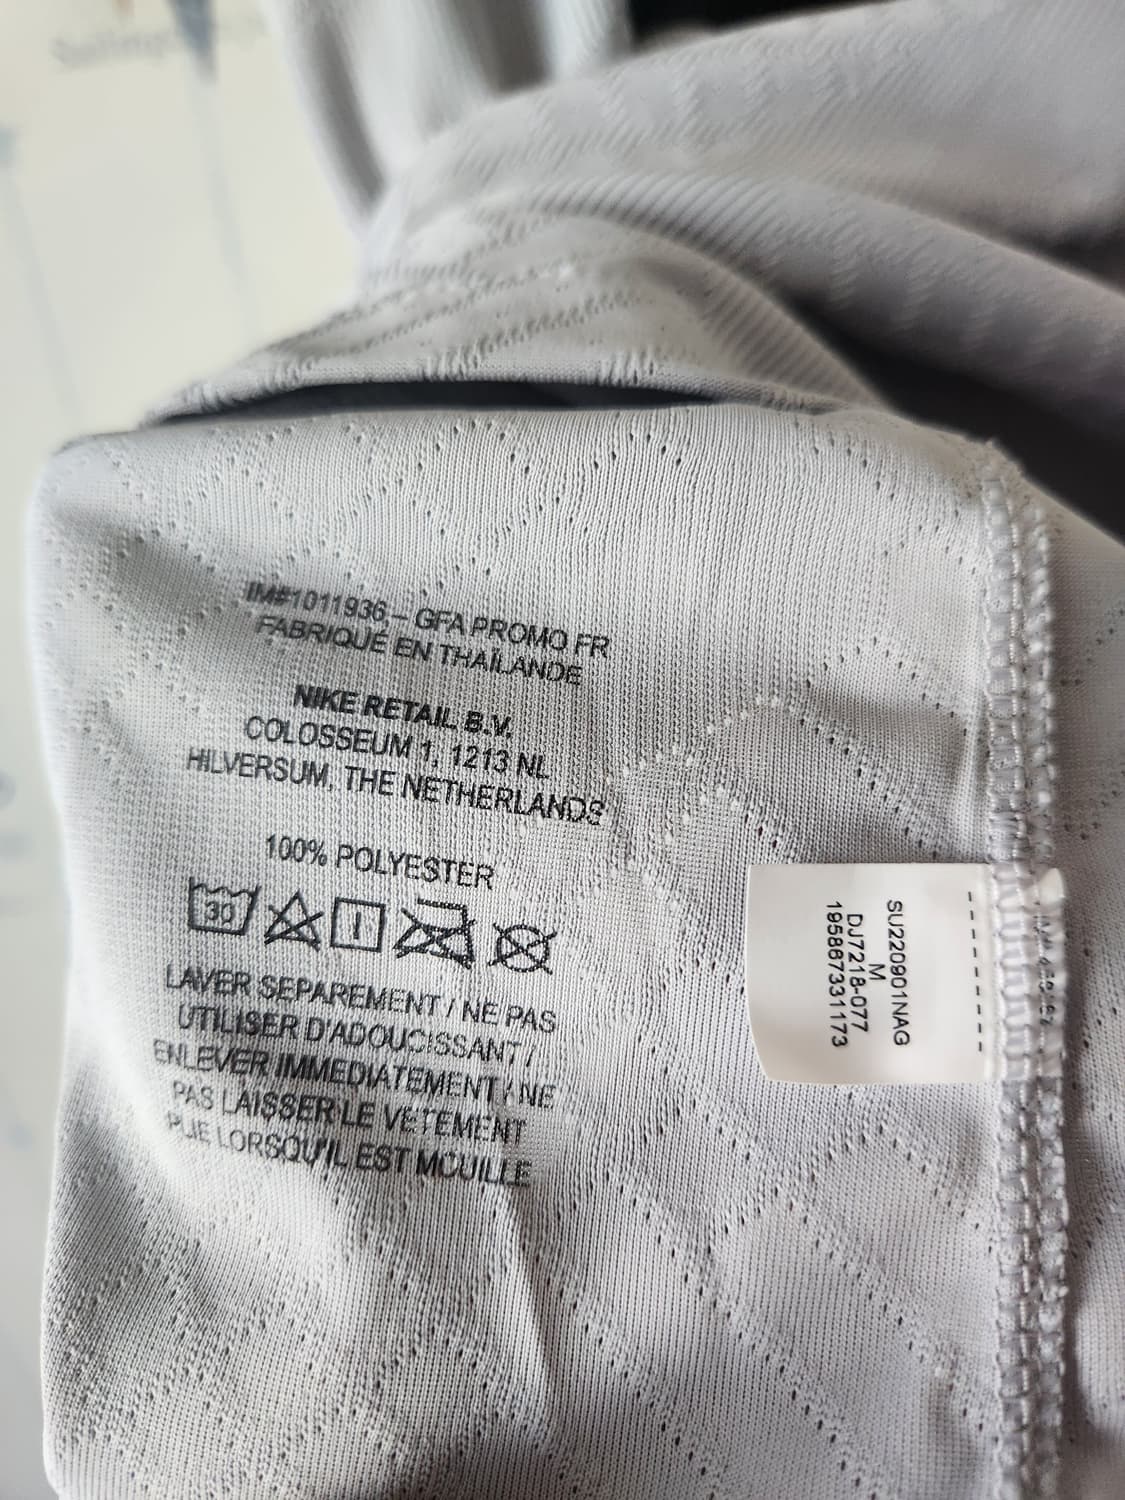 IM#1011936 – GFA PROMO FR
FABRIQUÉ EN THAÏLANDE
NIKE RETAIL B.V.
COLOSSEUM 1, 1213 NL
HILVERSUM, THE NETHERLANDS
100% POLYESTER
30
LAVER SEPAREMENT / NE PAS
UTILISER D'ADOUCISSANT /
ENLEVER IMMEDIATEMENT / NE
PAS LAISSER LE VETEMENT
PLIE LORSQU'IL EST MOUILLE
SU220901NAG
M
DJ7218-077
195867331173